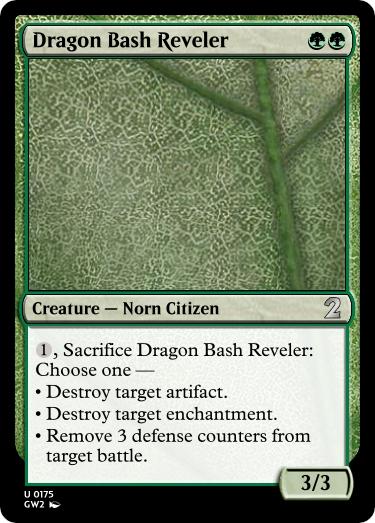 Dragon Bash Reveler
Creature — Norn Citizen
2
1, Sacrifice Dragon Bash Reveler:
Choose one —
• Destroy target artifact.
• Destroy target enchantment.
• Remove 3 defense counters from
target battle.
3/3
U 0175
GW2